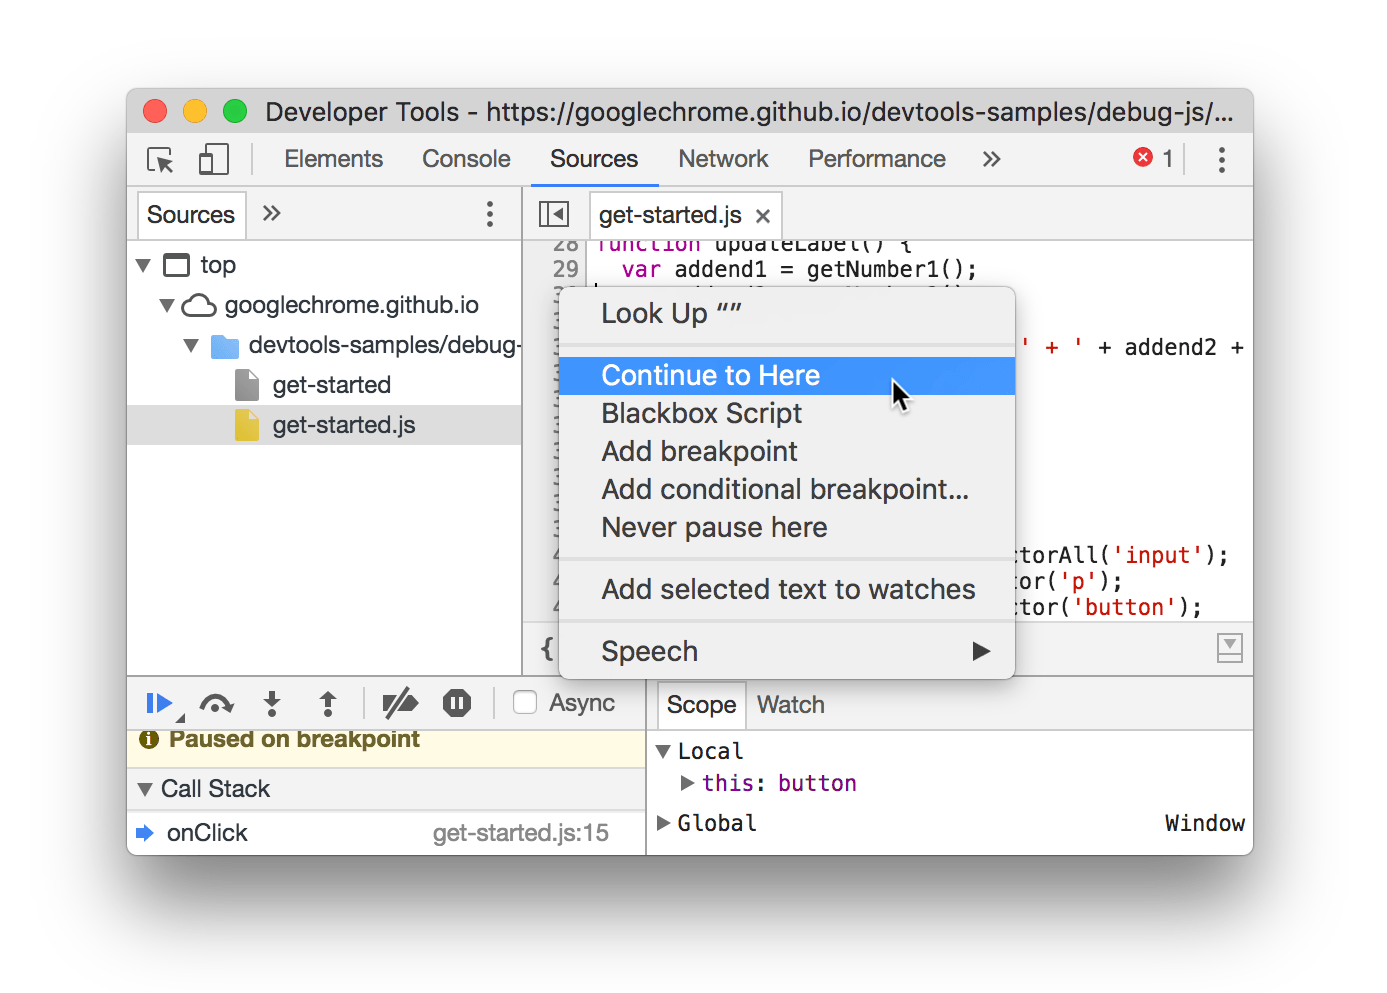 Developer Tools - https://googlechrome.github.io/devtools-samples/debug-js/...
Elements Console Sources Network Performance » 1
Sources »
get-started.js ×
top
googlechrome.github.io
devtools-samples/debug-
get-started
get-started.js
28 function updateLabel() {
29 var addend1 = getNumber1();
' + ' + addend2 +
ctorAll('input');
tor('p');
ctor('button');
{
Look Up “”
Continue to Here
Blackbox Script
Add breakpoint
Add conditional breakpoint...
Never pause here
Add selected text to watches
Speech
Async
Paused on breakpoint
Call Stack
onClick get-started.js:15
Scope Watch
Local
this: button
Global Window